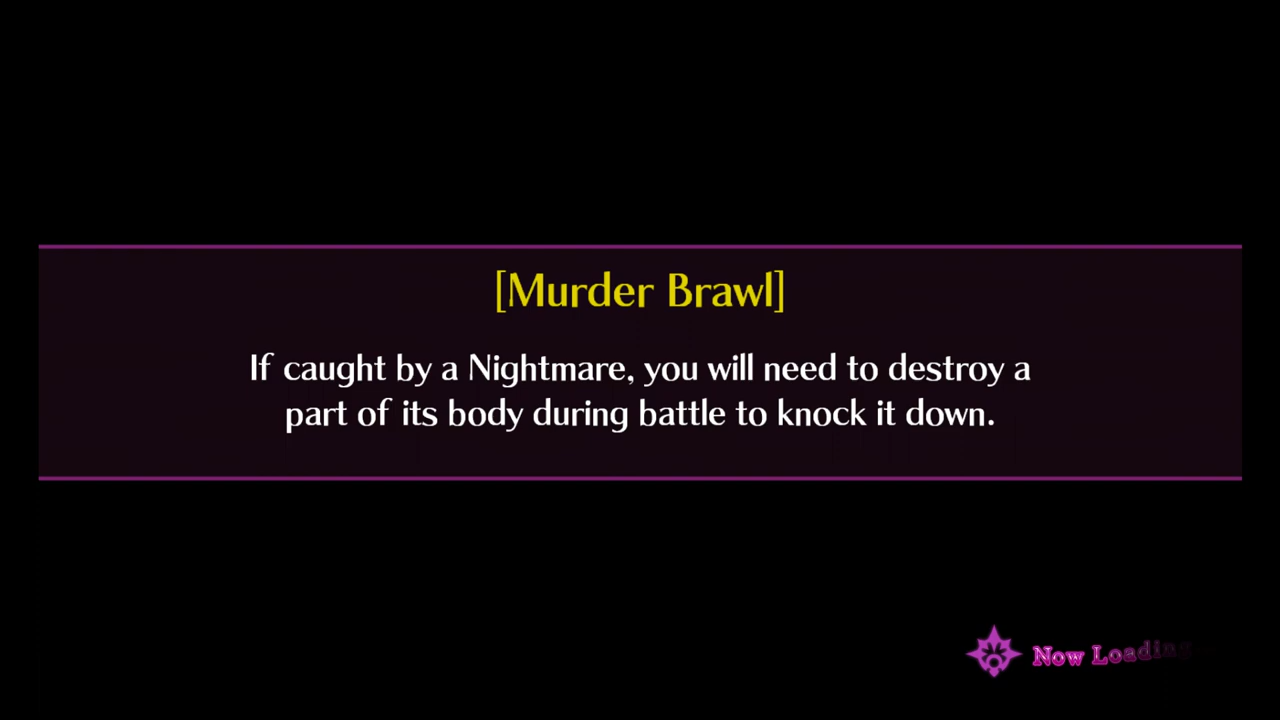 [Murder Brawl]
If caught by a Nightmare, you will need to destroy a
part of its body during battle to knock it down.
Now Loading